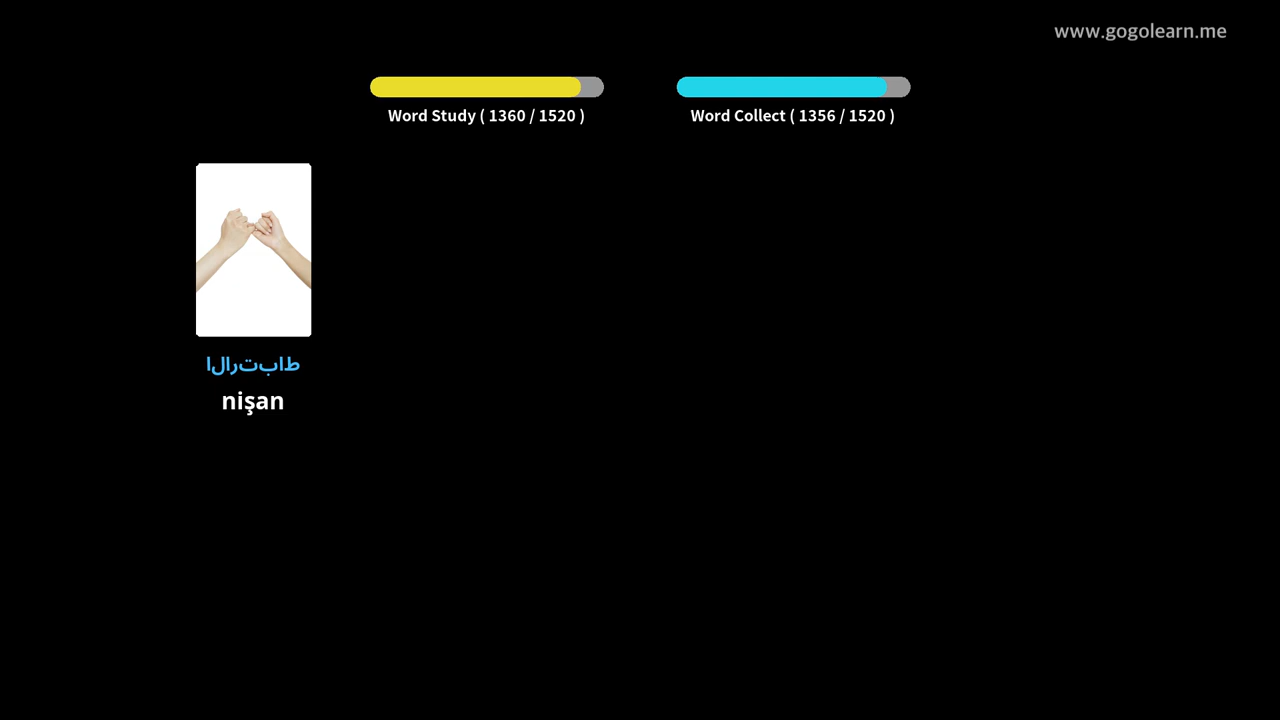 www.gogolearn.me
Word Study ( 1360 / 1520 )
Word Collect ( 1356 / 1520 )
الارتباط
nişan